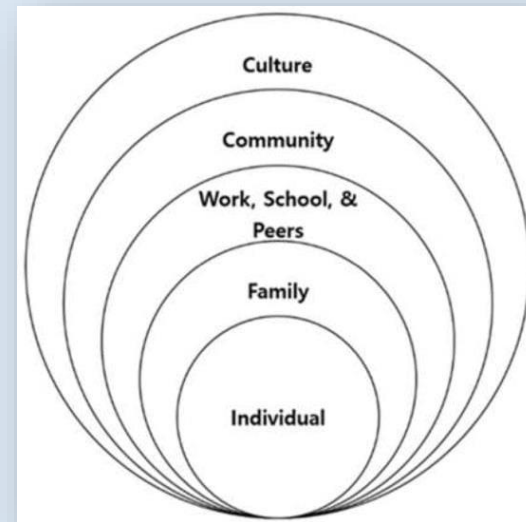 Culture
Community
Work, School, &
Peers
Family
Individual